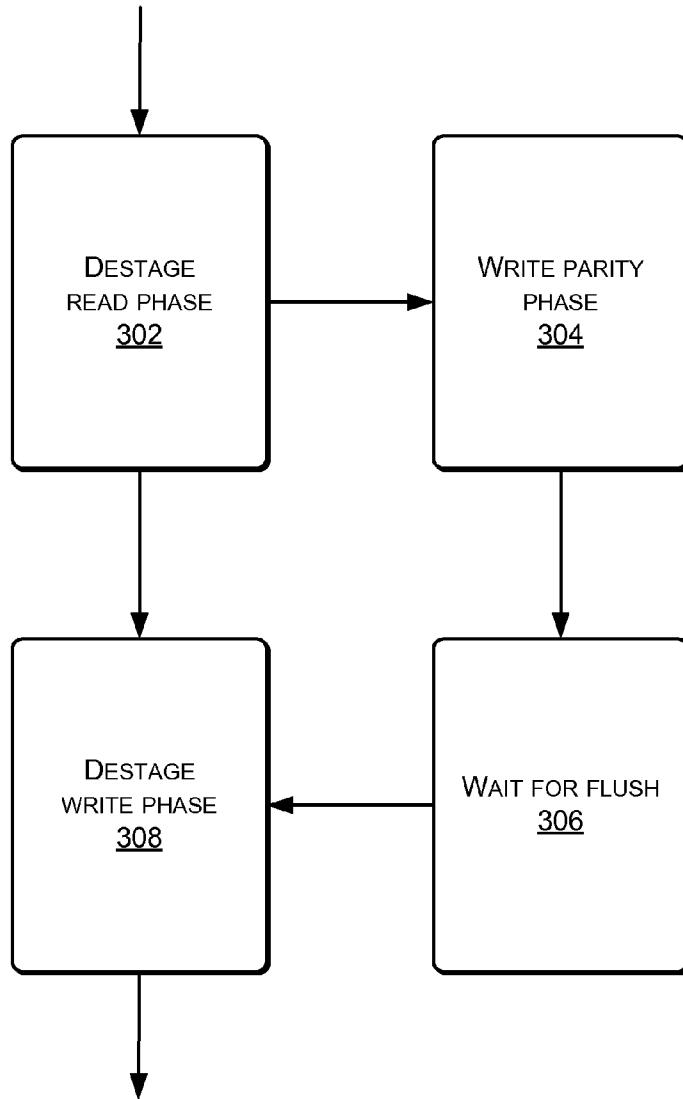 DESTAGE
READ PHASE
302
WRITE PARITY
PHASE
304
DESTAGE
WRITE PHASE
308
WAIT FOR FLUSH
306